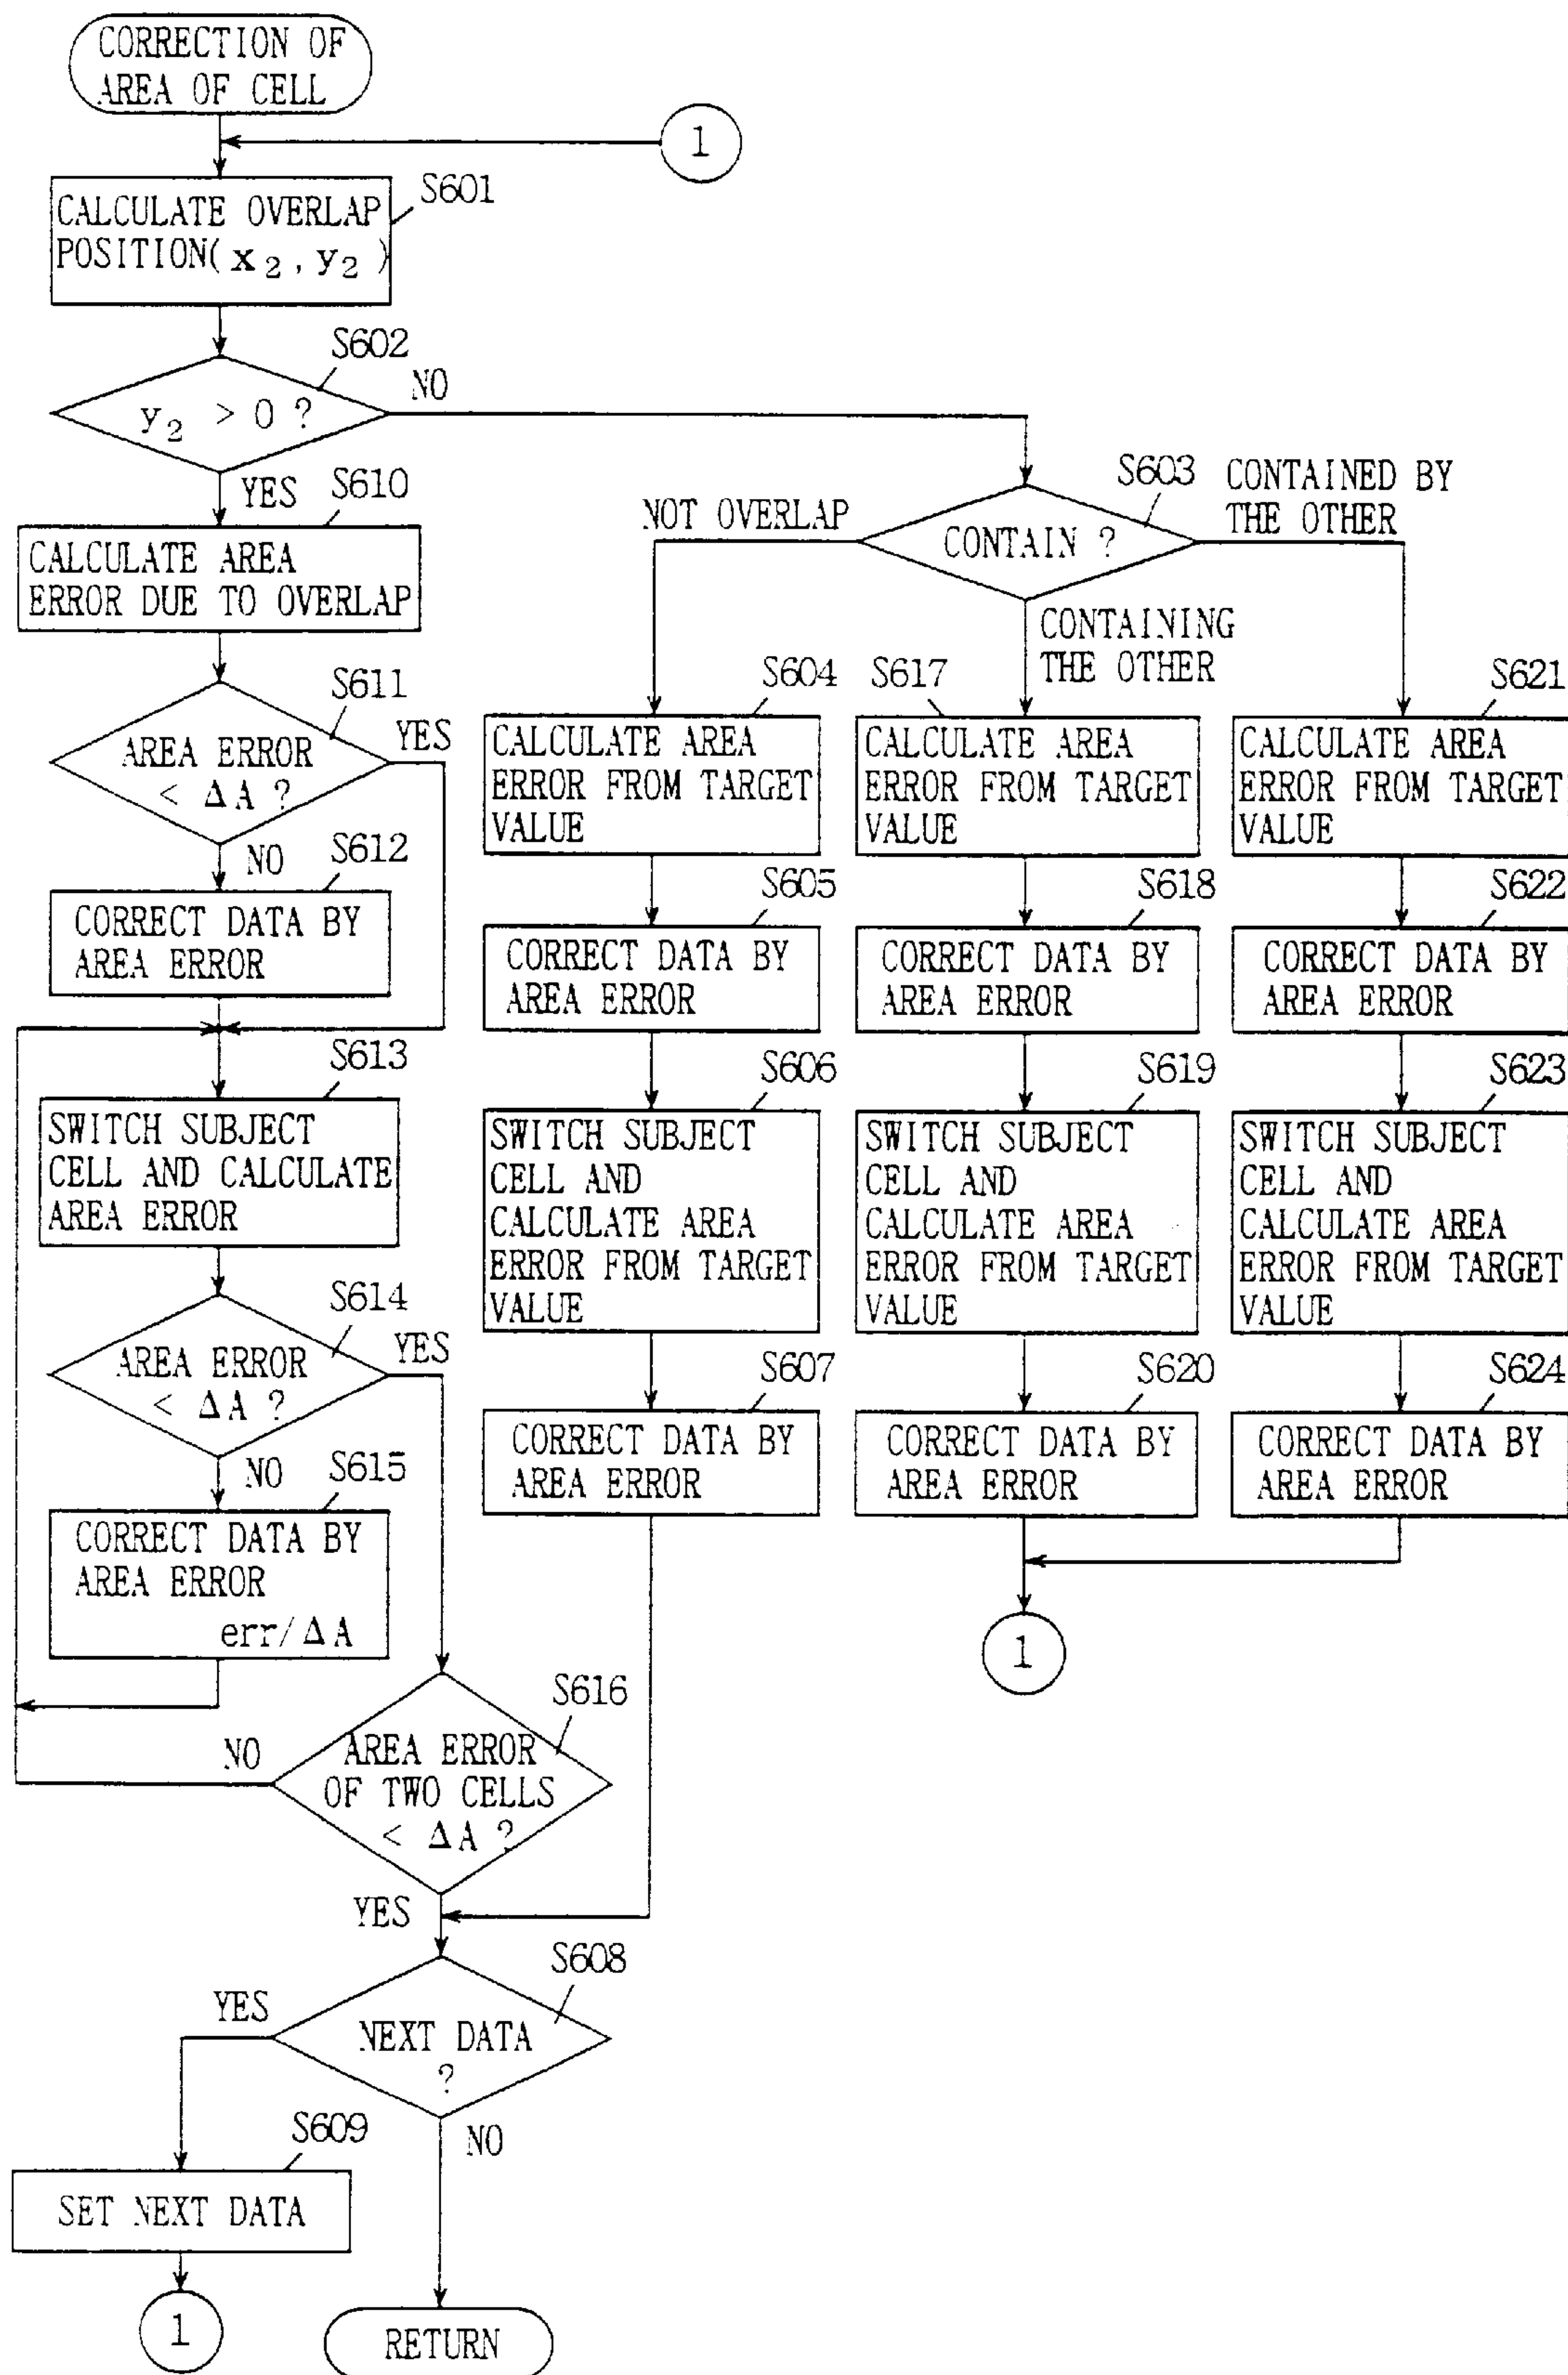 CORRECTION OF
AREA OF CELL
1
S601
CALCULATE OVERLAP
POSITION(x₂,y₂)
S602
y₂ > 0 ?
NO
YES
S603
CONTAIN ?
NOT OVERLAP
CONTAINING
THE OTHER
CONTAINED BY
THE OTHER
S610
CALCULATE AREA
ERROR DUE TO OVERLAP
S611
AREA ERROR
< ΔA ?
YES
NO
S612
CORRECT DATA BY
AREA ERROR
S613
SWITCH SUBJECT
CELL AND CALCULATE
AREA ERROR
S614
AREA ERROR
< ΔA ?
YES
NO
S615
CORRECT DATA BY
AREA ERROR
err/ΔA
S616
AREA ERROR
OF TWO CELLS
< ΔA ?
NO
YES
S604
CALCULATE AREA
ERROR FROM TARGET
VALUE
S605
CORRECT DATA BY
AREA ERROR
S606
SWITCH SUBJECT
CELL AND
CALCULATE AREA
ERROR FROM TARGET
VALUE
S607
CORRECT DATA BY
AREA ERROR
S617
CALCULATE AREA
ERROR FROM TARGET
VALUE
S618
CORRECT DATA BY
AREA ERROR
S619
SWITCH SUBJECT
CELL AND
CALCULATE AREA
ERROR FROM TARGET
VALUE
S620
CORRECT DATA BY
AREA ERROR
1
S621
CALCULATE AREA
ERROR FROM TARGET
VALUE
S622
CORRECT DATA BY
AREA ERROR
S623
SWITCH SUBJECT
CELL AND
CALCULATE AREA
ERROR FROM TARGET
VALUE
S624
CORRECT DATA BY
AREA ERROR
S608
NEXT DATA
?
YES
NO
S609
SET NEXT DATA
1
RETURN